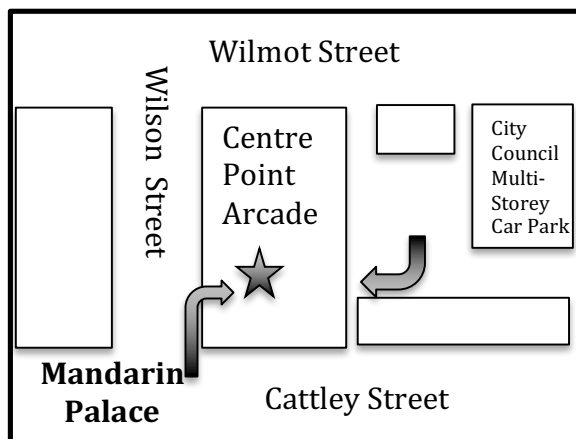 Wilmot Street
Wilson Street
Centre
Point
Arcade
City
Council
Multi-
Storey
Car Park
Mandarin
Palace
Cattley Street